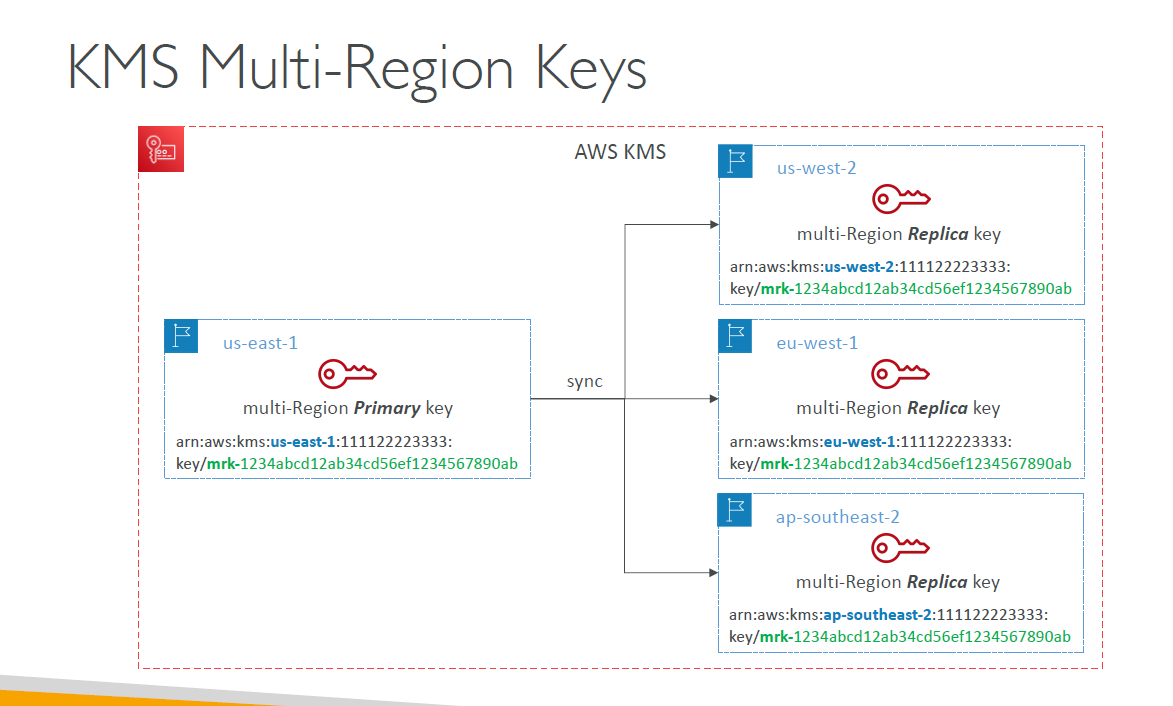 KMS Multi-Region Keys
AWS KMS
us-east-1
multi-Region Primary key
arn:aws:kms:us-east-1:111122223333:
key/mrk-1234abcd12ab34cd56ef1234567890ab
sync
us-west-2
multi-Region Replica key
arn:aws:kms:us-west-2:111122223333:
key/mrk-1234abcd12ab34cd56ef1234567890ab
eu-west-1
multi-Region Replica key
arn:aws:kms:eu-west-1:111122223333:
key/mrk-1234abcd12ab34cd56ef1234567890ab
ap-southeast-2
multi-Region Replica key
arn:aws:kms:ap-southeast-2:111122223333:
key/mrk-1234abcd12ab34cd56ef1234567890ab